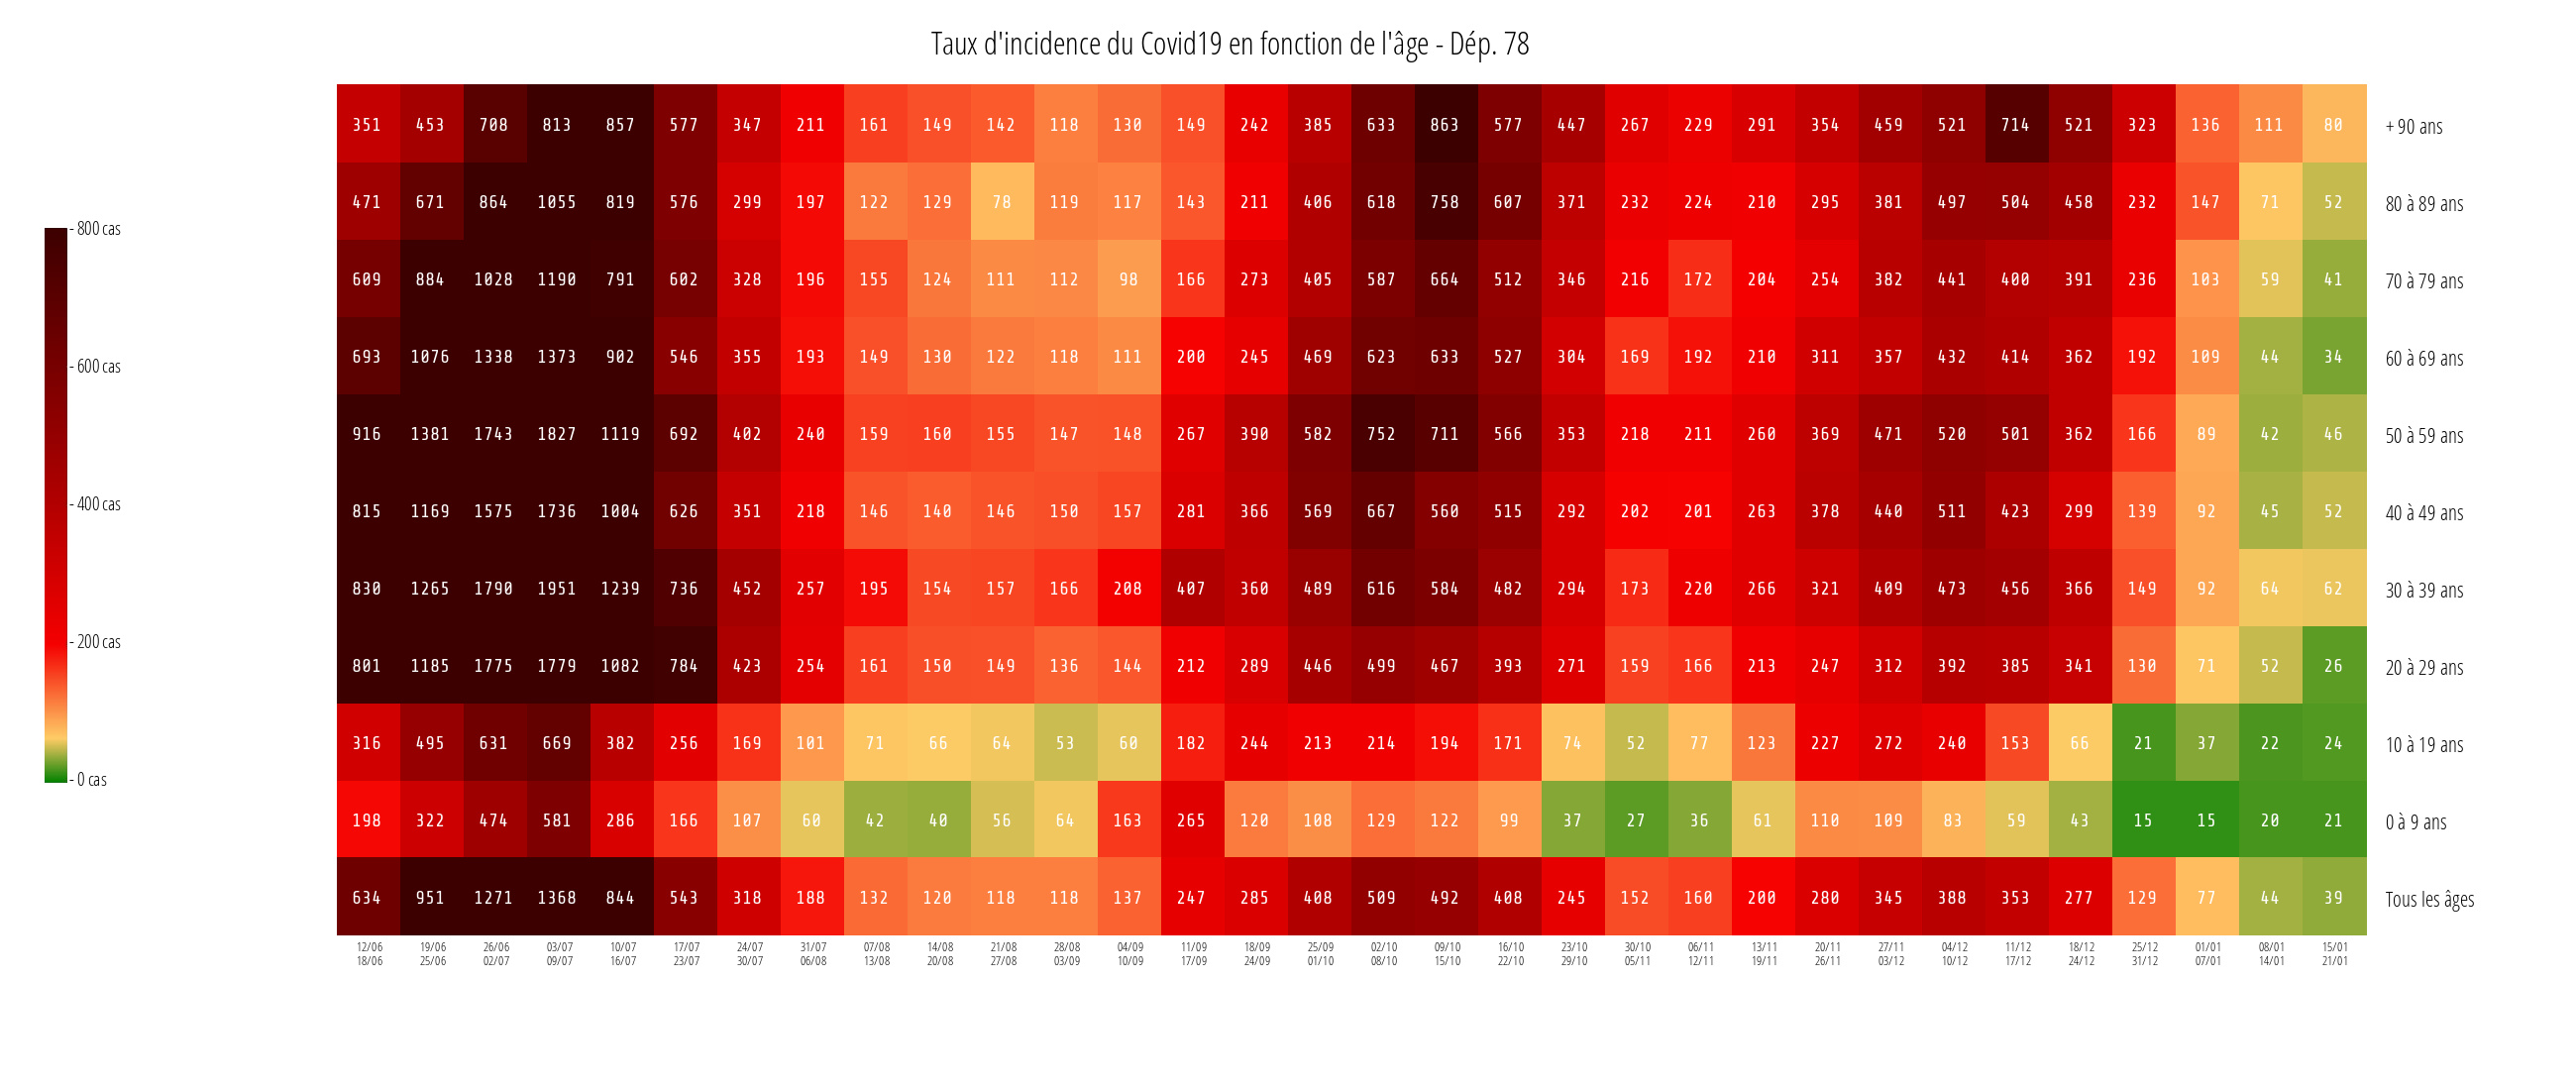 Taux d'incidence du Covid19 en fonction de l'âge - Dép. 78
- 800 cas
- 600 cas
- 400 cas
- 200 cas
- 0 cas
351 453 708 813 857 577 347 211 161 149 142 118 130 149 242 385 633 863 577 447 267 229 291 354 459 521 714 521 323 136 111 80 + 90 ans
471 671 864 1055 819 576 299 197 122 129 78 119 117 143 211 406 618 758 607 371 232 224 210 295 381 497 504 458 232 147 71 52 80 à 89 ans
609 884 1028 1190 791 602 328 196 155 124 111 112 98 166 273 405 587 664 512 346 216 172 204 254 382 441 400 391 236 103 59 41 70 à 79 ans
693 1076 1338 1373 902 546 355 193 149 130 122 118 111 200 245 469 623 633 527 304 169 192 210 311 357 432 414 362 192 109 44 34 60 à 69 ans
916 1381 1743 1827 1119 692 402 240 159 160 155 147 148 267 390 582 752 711 566 353 218 211 260 369 471 520 501 362 166 89 42 46 50 à 59 ans
815 1169 1575 1736 1004 626 351 218 146 140 146 150 157 281 366 569 667 560 515 292 202 201 263 378 440 511 423 299 139 92 45 52 40 à 49 ans
830 1265 1790 1951 1239 736 452 257 195 154 157 166 208 407 360 489 616 584 482 294 173 220 266 321 409 473 456 366 149 92 64 62 30 à 39 ans
801 1185 1775 1779 1082 784 423 254 161 150 149 136 144 212 289 446 499 467 393 271 159 166 213 247 312 392 385 341 130 71 52 26 20 à 29 ans
316 495 631 669 382 256 169 101 71 66 64 53 60 182 244 213 214 194 171 74 52 77 123 227 272 240 153 66 21 37 22 24 10 à 19 ans
198 322 474 581 286 166 107 60 42 40 56 64 163 265 120 108 129 122 99 37 27 36 61 110 109 83 59 43 15 15 20 21 0 à 9 ans
634 951 1271 1368 844 543 318 188 132 120 118 118 137 247 285 408 509 492 408 245 152 160 200 280 345 388 353 277 129 77 44 39 Tous les âges
12/06 19/06 26/06 03/07 10/07 17/07 24/07 31/07 07/08 14/08 21/08 28/08 04/09 11/09 18/09 25/09 02/10 09/10 16/10 23/10 30/10 06/11 13/11 20/11 27/11 04/12 11/12 18/12 25/12 01/01 08/01 15/01
18/06 25/06 02/07 09/07 16/07 23/07 30/07 06/08 13/08 20/08 27/08 03/09 10/09 17/09 24/09 01/10 08/10 15/10 22/10 29/10 05/11 12/11 19/11 26/11 03/12 10/12 17/12 24/12 31/12 07/01 14/01 21/01